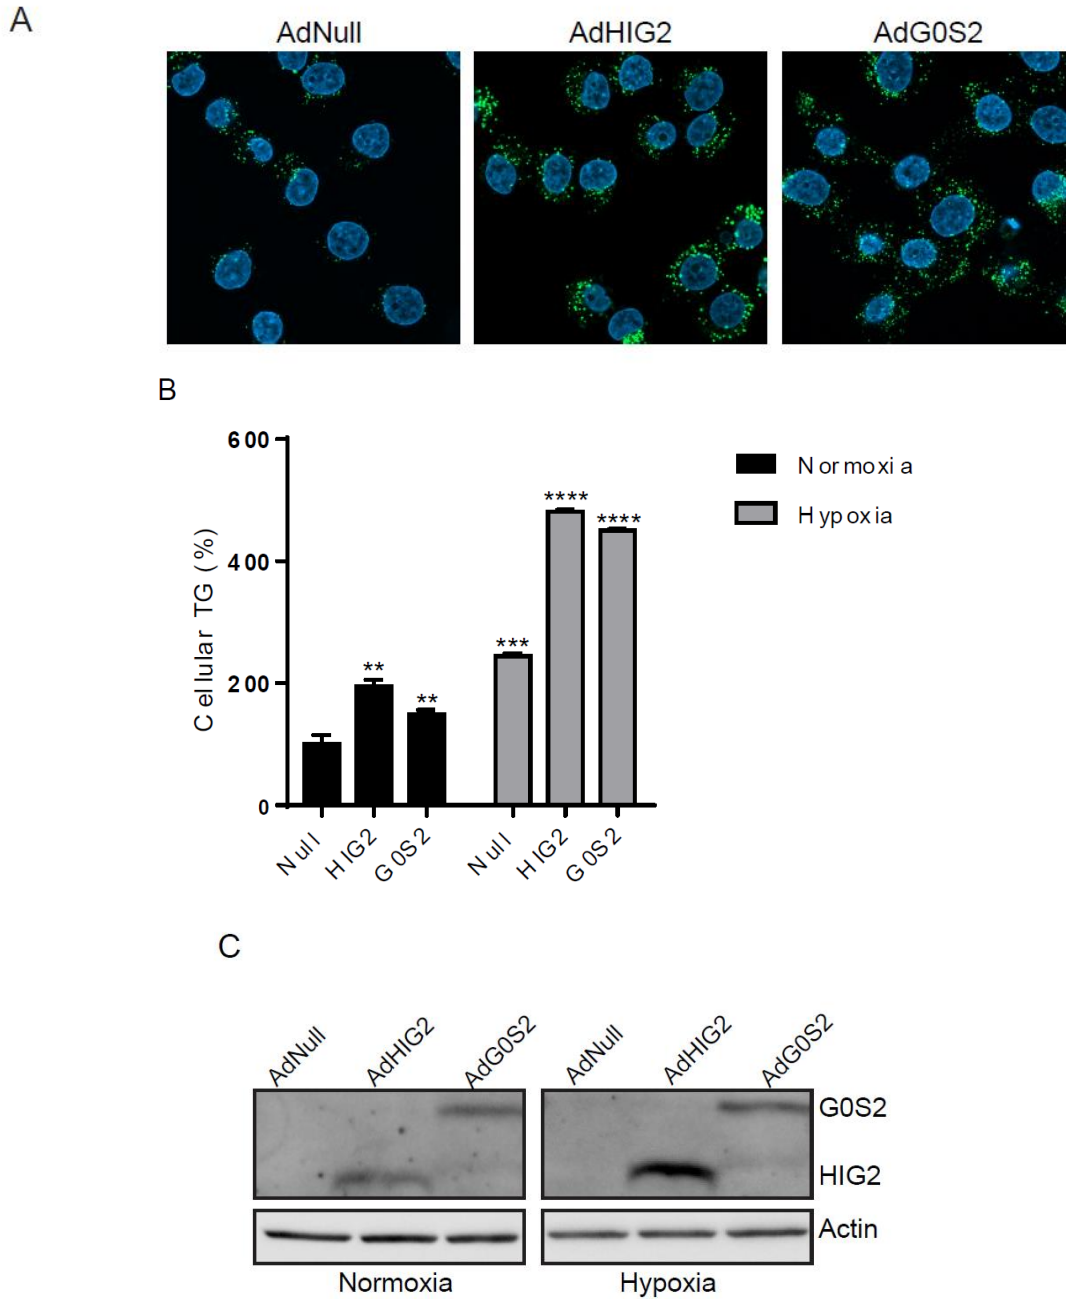 A
AdNull AdHIG2 AdG0S2
B
600
400
200
0
Cellular TG (%)
**
**
***
****
****
Normoxia
Hypoxia
Null HIG2 G0S2 Null HIG2 G0S2
C
AdNull AdHIG2 AdG0S2 AdNull AdHIG2 AdG0S2
G0S2
HIG2
Actin
Normoxia Hypoxia